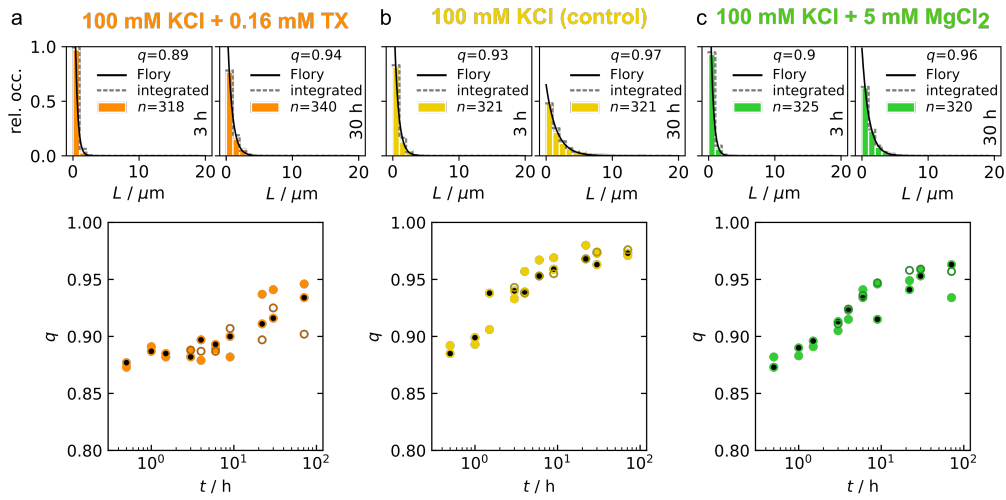 a
100 mM KCl + 0.16 mM TX
b
100 mM KCl (control)
c
100 mM KCl + 5 mM MgCl2
rel. occ.
1.0
0.5
0.0
q=0.89
Flory
integrated
n=318
3 h
0 10 20
L / μm
q=0.94
Flory
integrated
n=340
30 h
0 10 20
L / μm
q=0.93
Flory
integrated
n=321
3 h
0 10 20
L / μm
q=0.97
Flory
integrated
n=321
30 h
0 10 20
L / μm
q=0.9
Flory
integrated
n=325
3 h
0 10 20
L / μm
q=0.96
Flory
integrated
n=320
30 h
0 10 20
L / μm
q
1.00
0.95
0.90
0.85
0.80
10^0 10^1 10^2
t / h
q
1.00
0.95
0.90
0.85
0.80
10^0 10^1 10^2
t / h
q
1.00
0.95
0.90
0.85
0.80
10^0 10^1 10^2
t / h